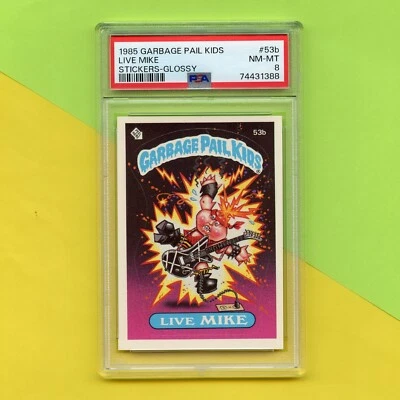 1985 GARBAGE PAIL KIDS #53b
LIVE MIKE NM-MT
STICKERS-GLOSSY 8
PSA 74431388
53b
GARBAGE PAIL KIDS
LIVE MIKE